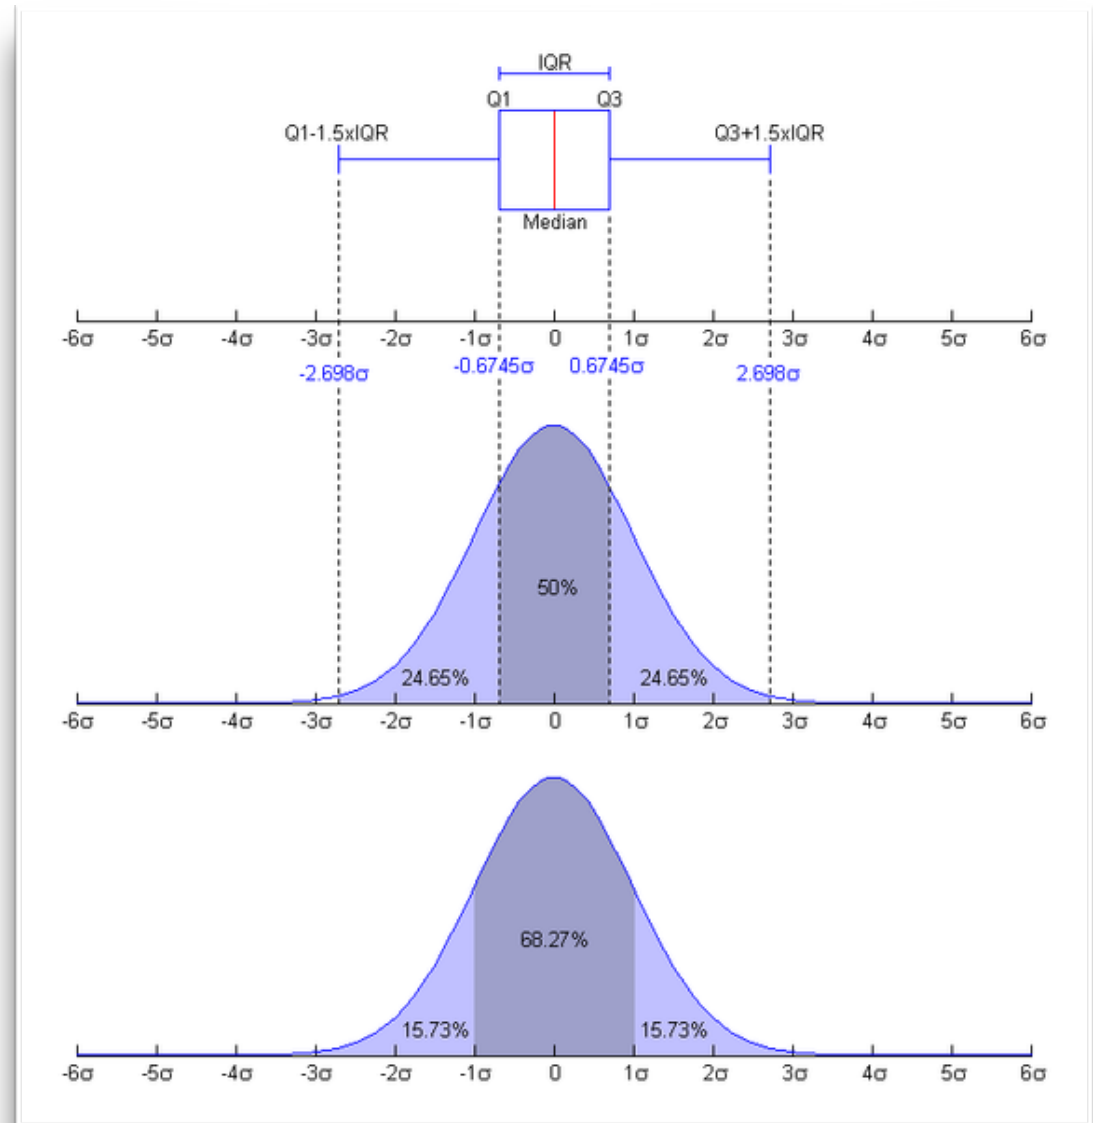 IQR
Q1 Q3
Q1-1.5xIQR Q3+1.5xIQR
Median
-6σ -5σ -4σ -3σ -2σ -1σ 0 1σ 2σ 3σ 4σ 5σ 6σ
-2.698σ -0.6745σ 0.6745σ 2.698σ
50%
24.65% 24.65%
-6σ -5σ -4σ -3σ -2σ -1σ 0 1σ 2σ 3σ 4σ 5σ 6σ
68.27%
15.73% 15.73%
-6σ -5σ -4σ -3σ -2σ -1σ 0 1σ 2σ 3σ 4σ 5σ 6σ